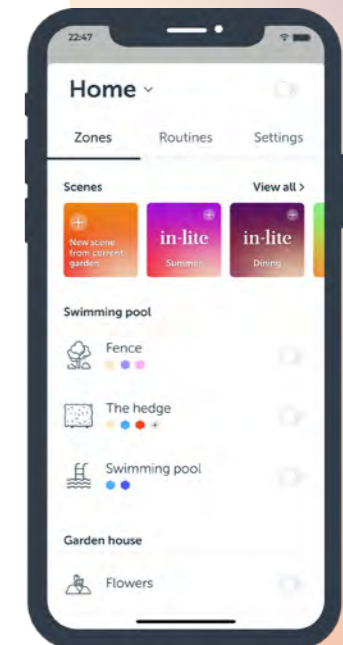 22:47
Home
Zones Routines Settings
Scenes View all >
New scene
from current
garden
in-lite
Summer
in-lite
Dining
Swimming pool
Fence
The hedge
Swimming pool
Garden house
Flowers